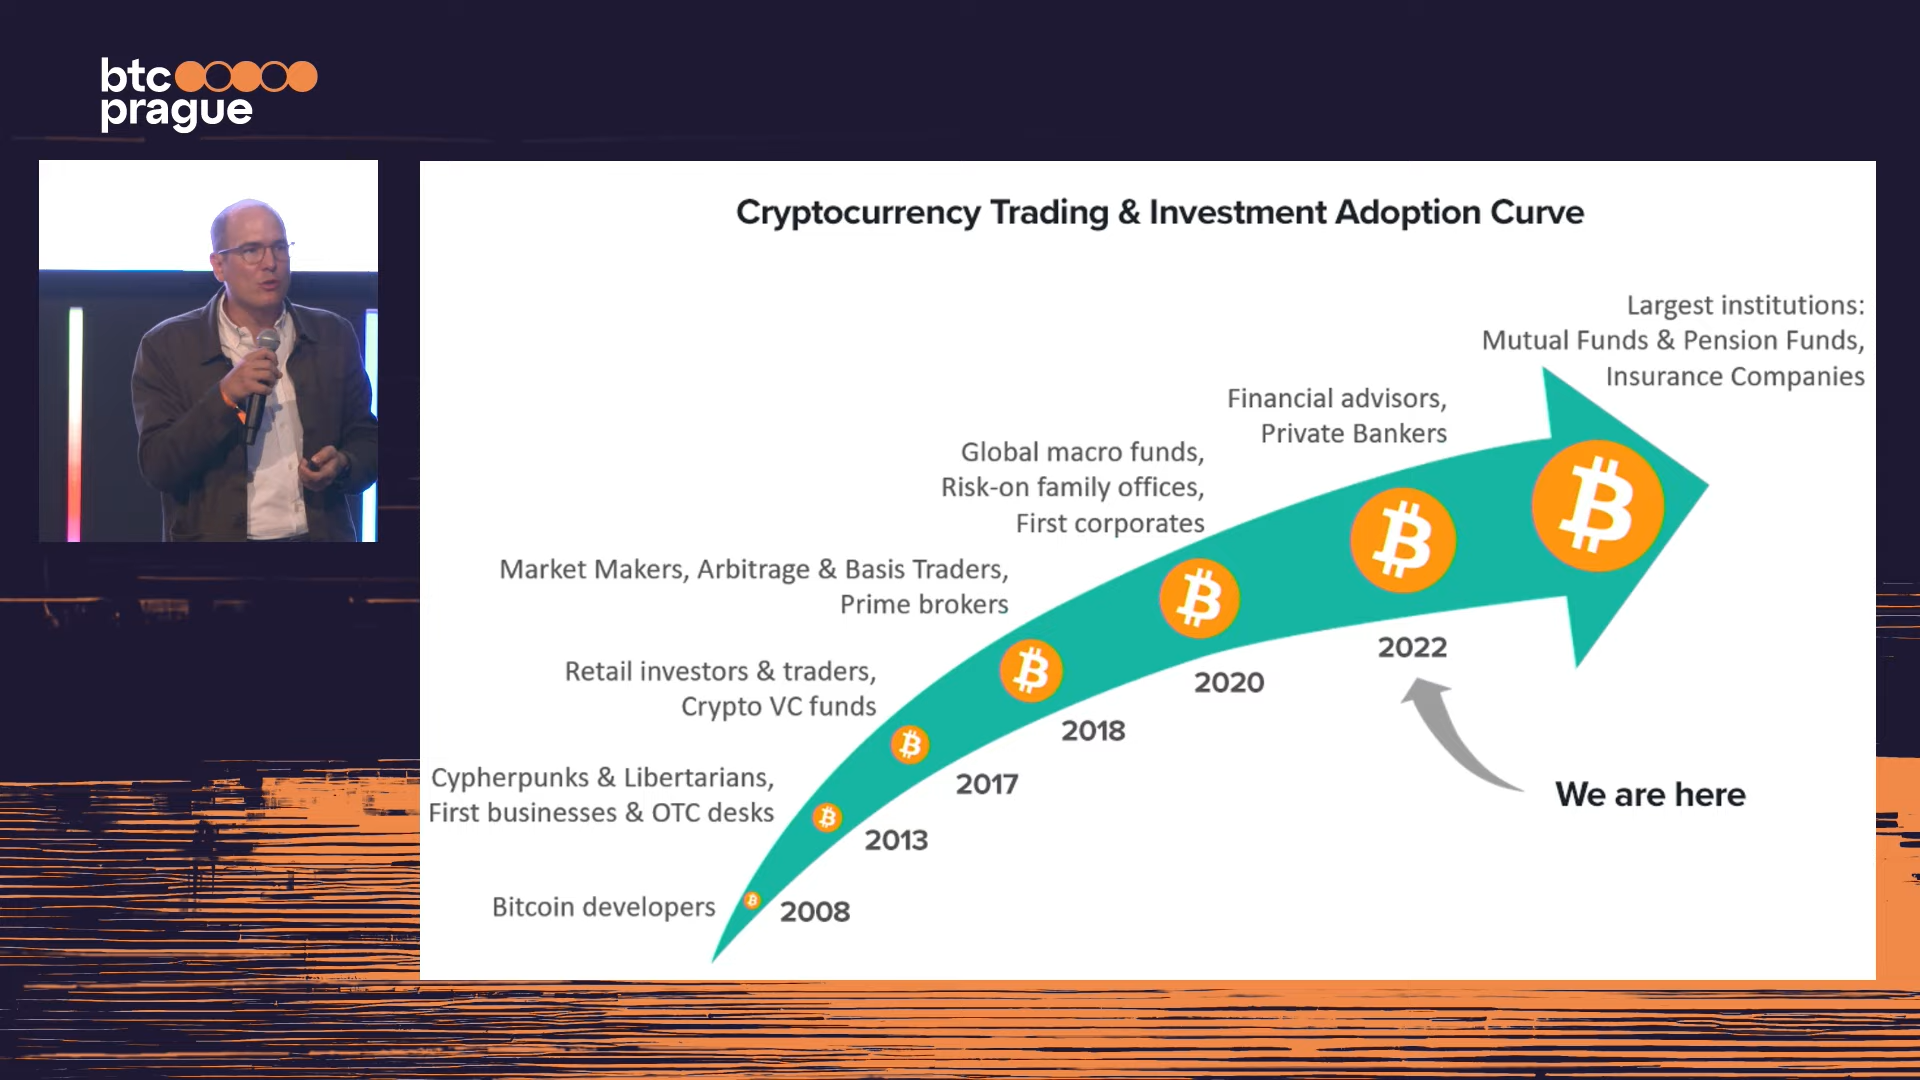 btc
prague
Cryptocurrency Trading & Investment Adoption Curve
Largest institutions:
Mutual Funds & Pension Funds,
Insurance Companies
Financial advisors,
Private Bankers
Global macro funds,
Risk-on family offices,
First corporates
Market Makers, Arbitrage & Basis Traders,
Prime brokers
Retail investors & traders,
Crypto VC funds
Cypherpunks & Libertarians,
First businesses & OTC desks
Bitcoin developers
2008
2013
2017
2018
2020
2022
We are here